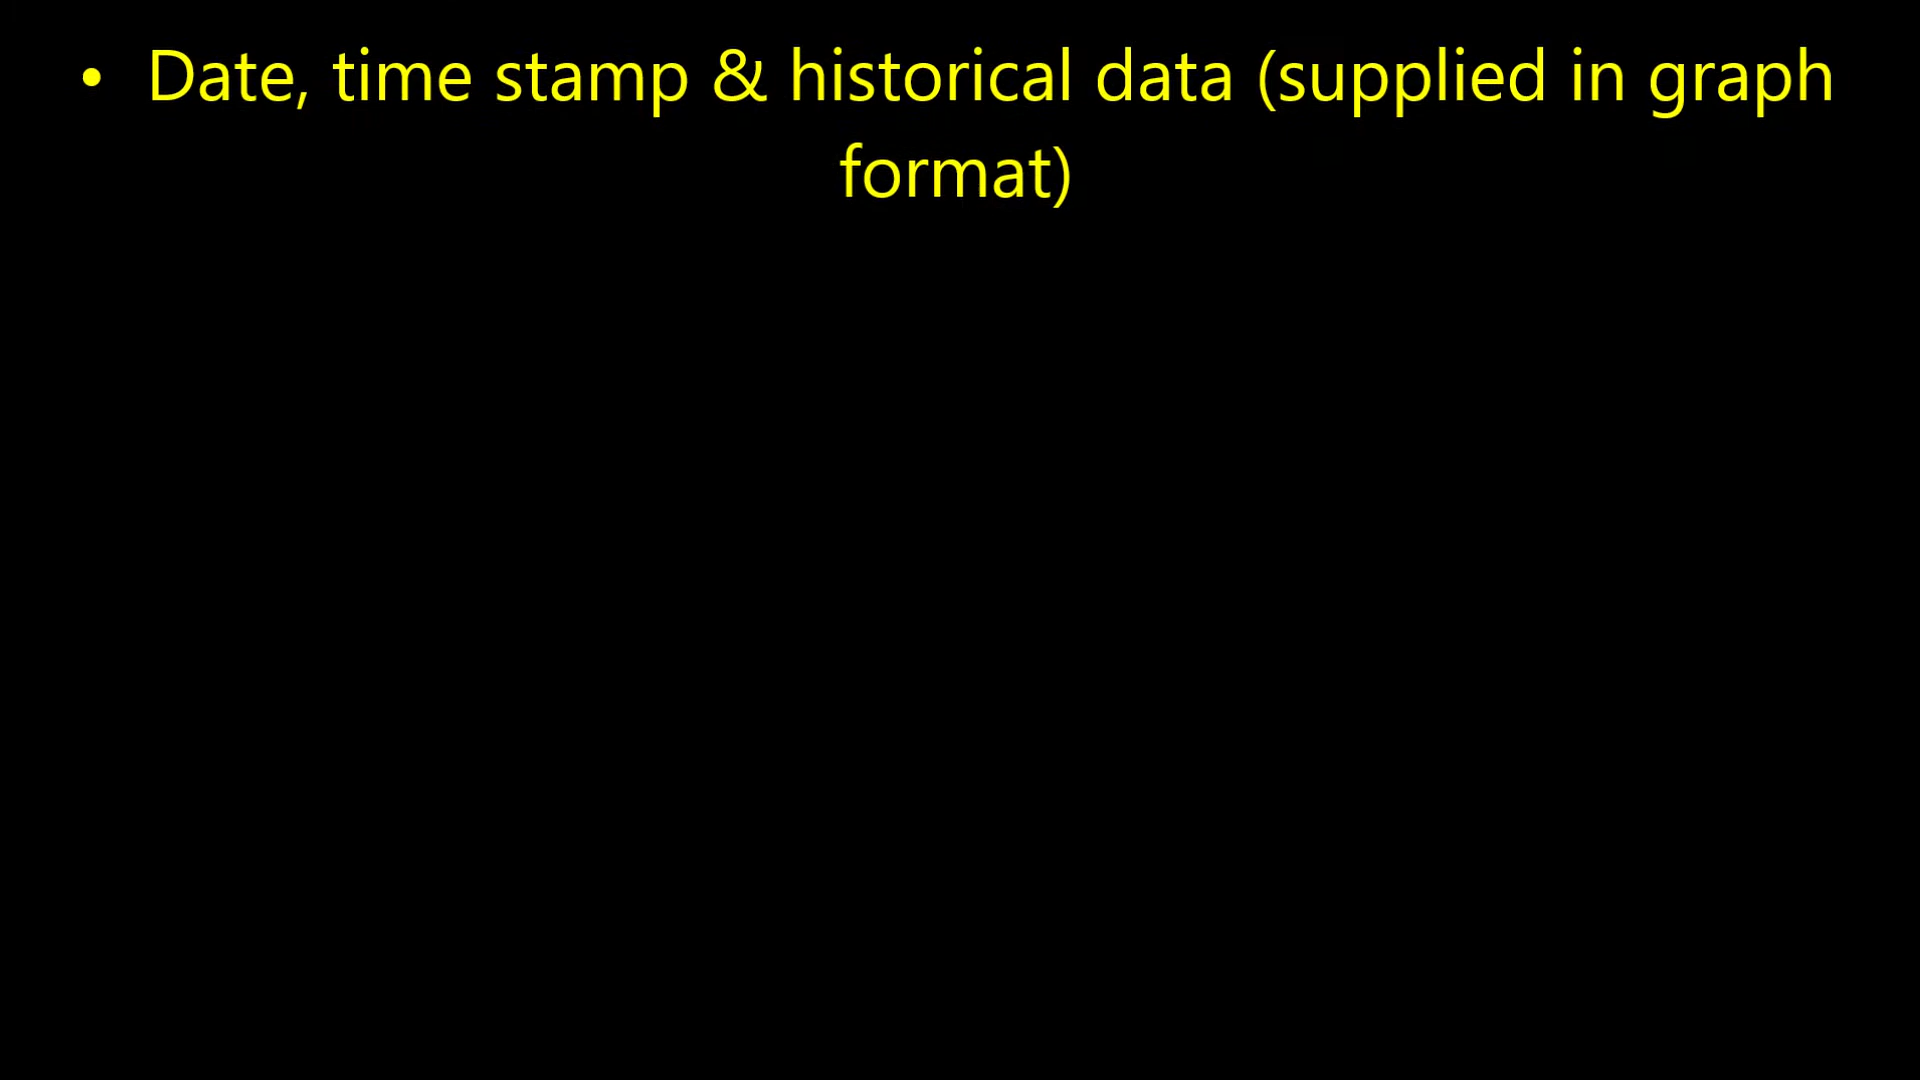 • Date, time stamp & historical data (supplied in graph
format)